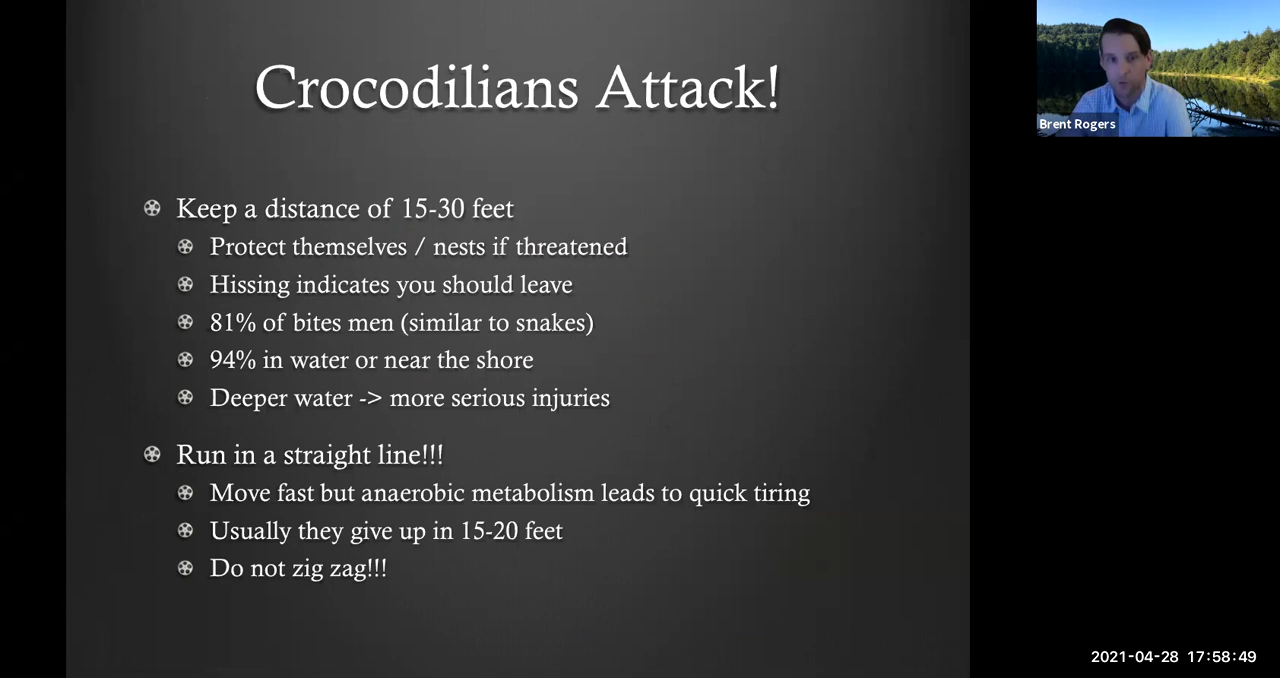 Crocodilians Attack!
Brent Rogers
Keep a distance of 15-30 feet
Protect themselves / nests if threatened
Hissing indicates you should leave
81% of bites men (similar to snakes)
94% in water or near the shore
Deeper water -> more serious injuries
Run in a straight line!!!
Move fast but anaerobic metabolism leads to quick tiring
Usually they give up in 15-20 feet
Do not zig zag!!!
2021-04-28 17:58:49